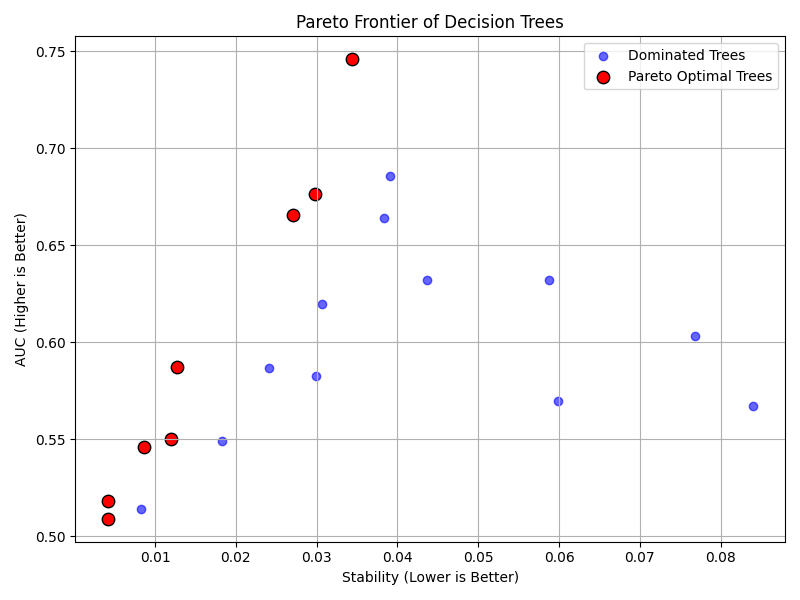 Pareto Frontier of Decision Trees
Dominated Trees
Pareto Optimal Trees
AUC (Higher is Better)
0.75
0.70
0.65
0.60
0.55
0.50
0.01 0.02 0.03 0.04 0.05 0.06 0.07 0.08
Stability (Lower is Better)